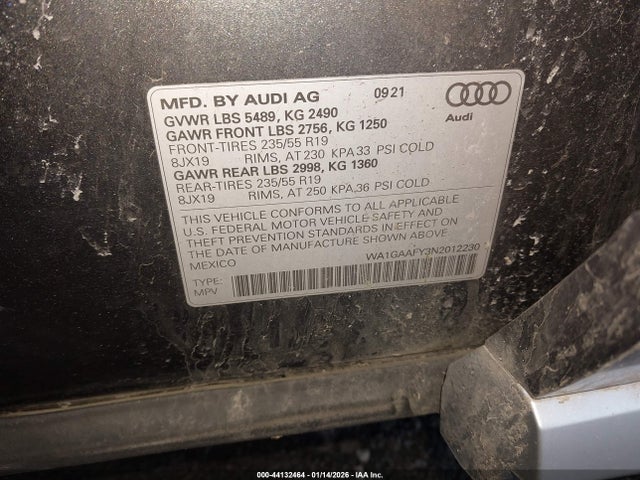 MFD. BY AUDI AG 09 21
GVWR LBS 5489, KG 2490
GAWR FRONT LBS 2756, KG 1250
FRONT-TIRES 235/55 R19
8JX19 RIMS, AT 230 KPA 33 PSI COLD
GAWR REAR LBS 2998, KG 1360
REAR-TIRES 235/55 R19
8JX19 RIMS, AT 250 KPA,36 PSI COLD
Audi
THIS VEHICLE CONFORMS TO ALL APPLICABLE
U.S. FEDERAL MOTOR VEHICLE SAFETY AND
THEFT PREVENTION STANDARDS IN EFFECT ON
THE DATE OF MANUFACTURE SHOWN ABOVE.
MEXICO WA1GAAFY3N2012230
TYPE:
MPV
000-44132464 - 01/14/2026 - IAA Inc.